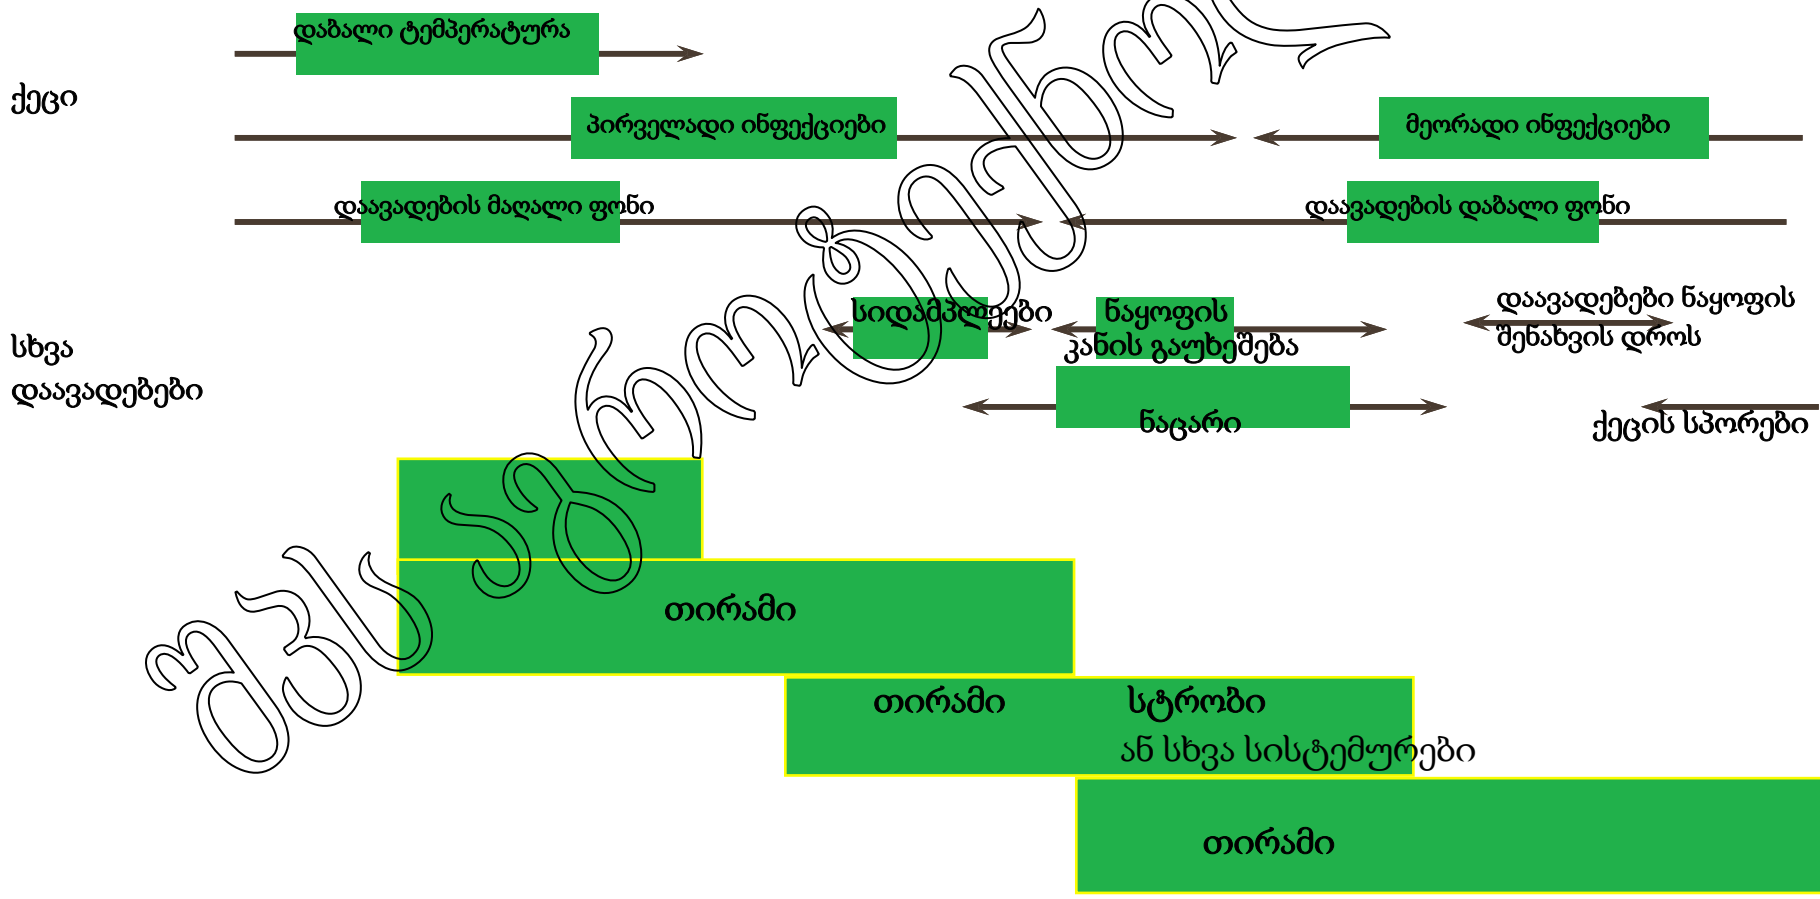 დაბალი ტემპერატურა
ქეცი
პირველადი ინფექციები
მეორადი ინფექციები
დაავადების მაღალი ფონი
დაავადების დაბალი ფონი
სიდამპლეები
ნაყოფის
კანის გაუხეშება
დაავადებები ნაყოფის
შენახვის დროს
სხვა
დაავადებები
ნაცარი
ქეცის სპორები
თირამი
თირამი სტრობი
ან სხვა სისტემურები
თირამი